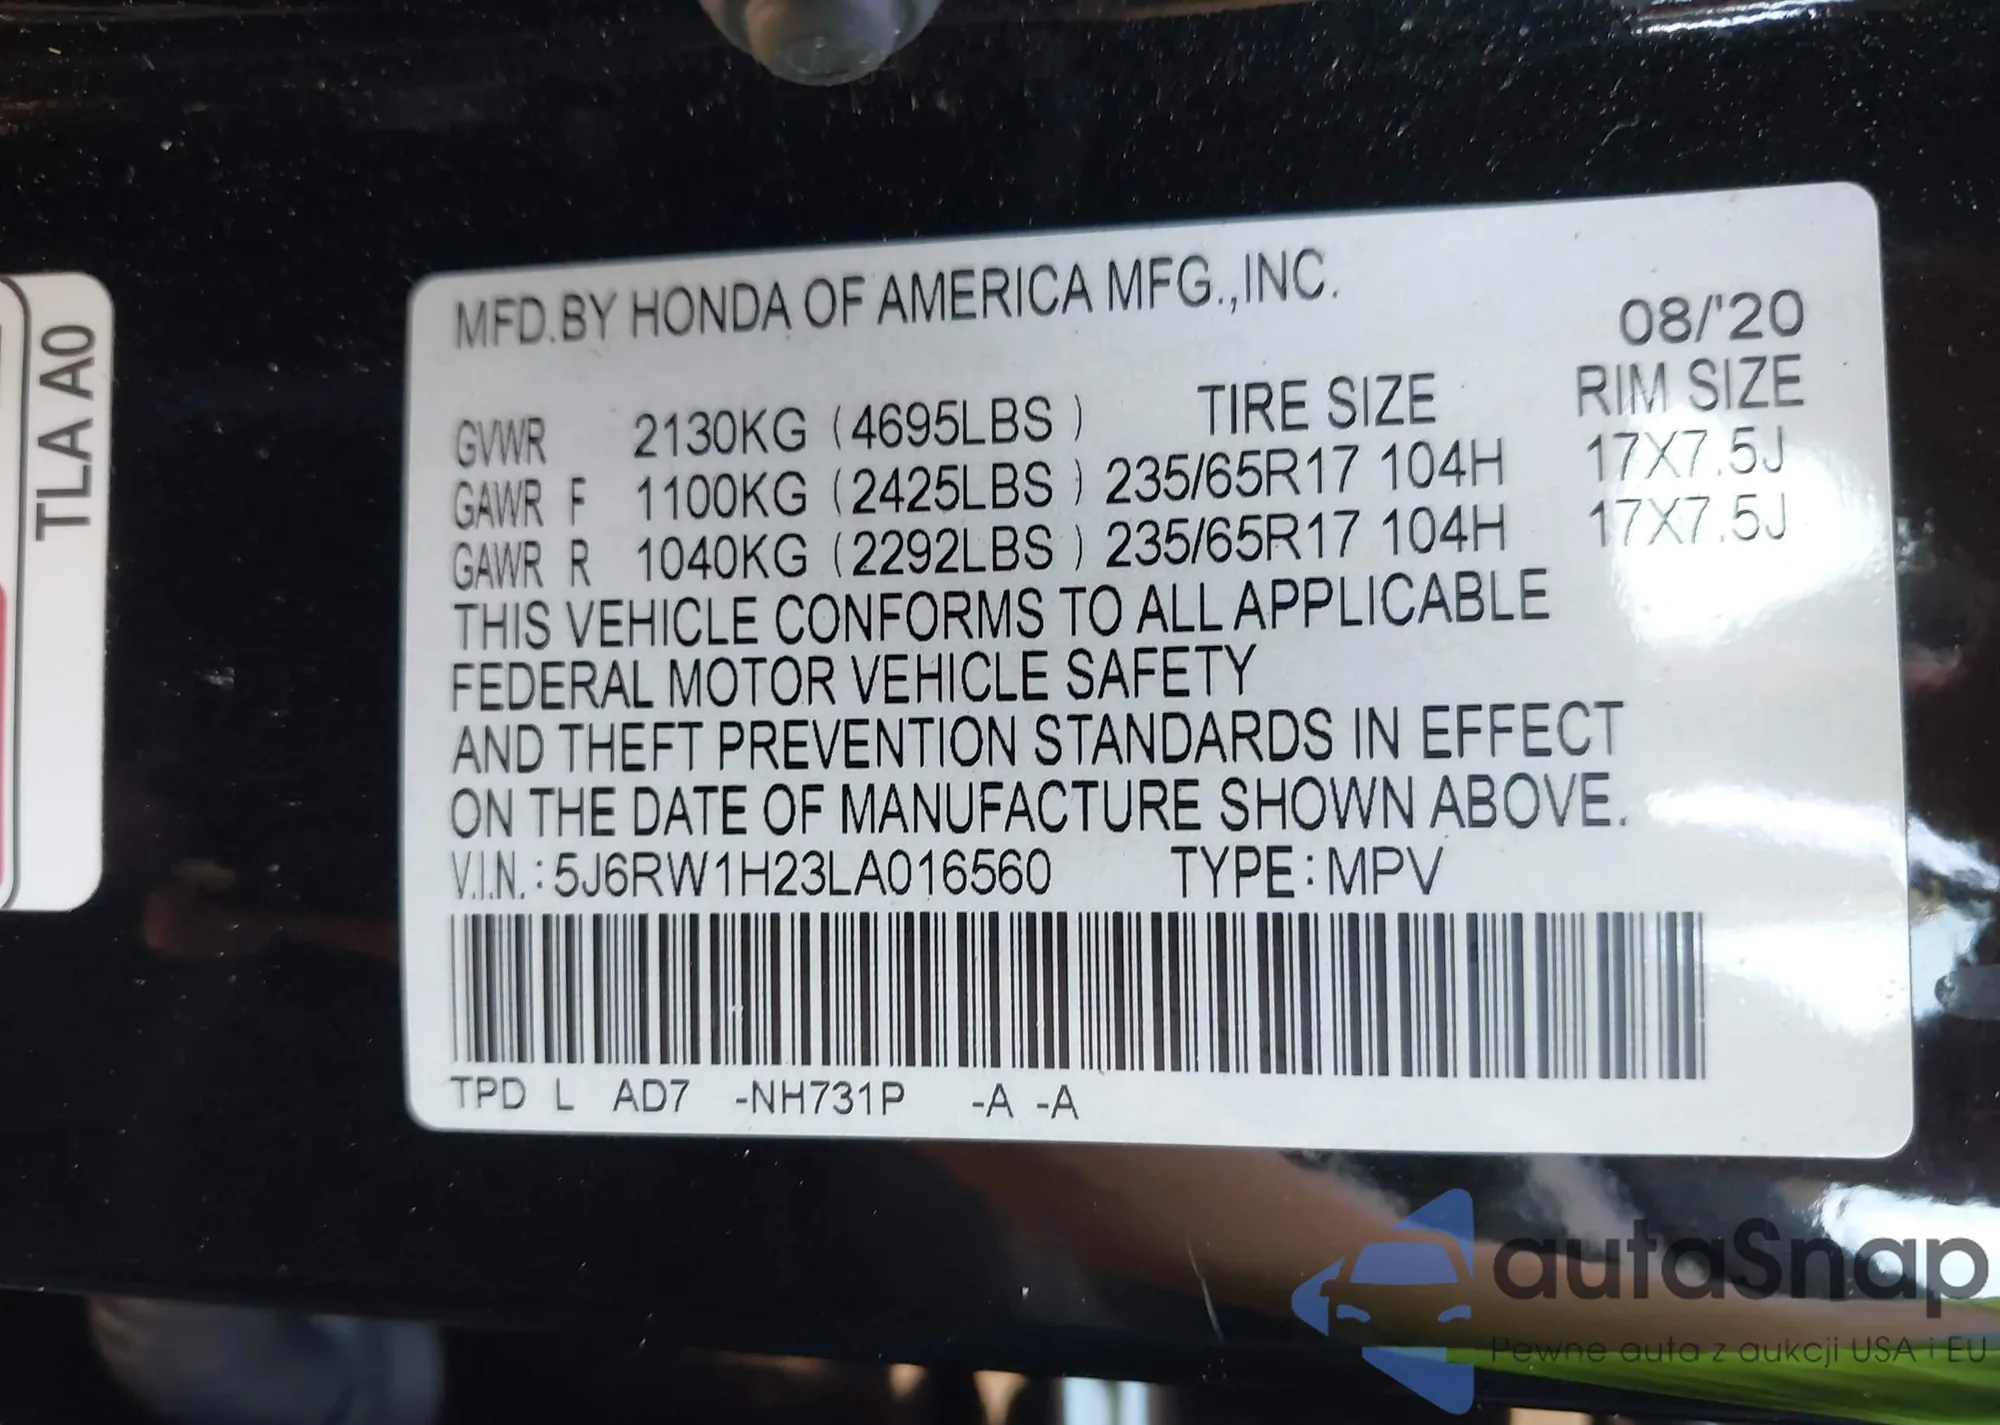 MFD.BY HONDA OF AMERICA MFG.,INC.
08/'20
GVWR 2130KG (4695LBS ) TIRE SIZE RIM SIZE
GAWR F 1100KG (2425LBS ) 235/65R17 104H 17X7.5J
GAWR R 1040KG (2292LBS ) 235/65R17 104H 17X7.5J
THIS VEHICLE CONFORMS TO ALL APPLICABLE
FEDERAL MOTOR VEHICLE SAFETY
AND THEFT PREVENTION STANDARDS IN EFFECT
ON THE DATE OF MANUFACTURE SHOWN ABOVE.
V.I.N.:5J6RW1H23LA016560 TYPE:MPV
TPD L AD7 -NH731P -A -A
TLA A0
autaSnap
Pewne auta z aukcji USA i EU